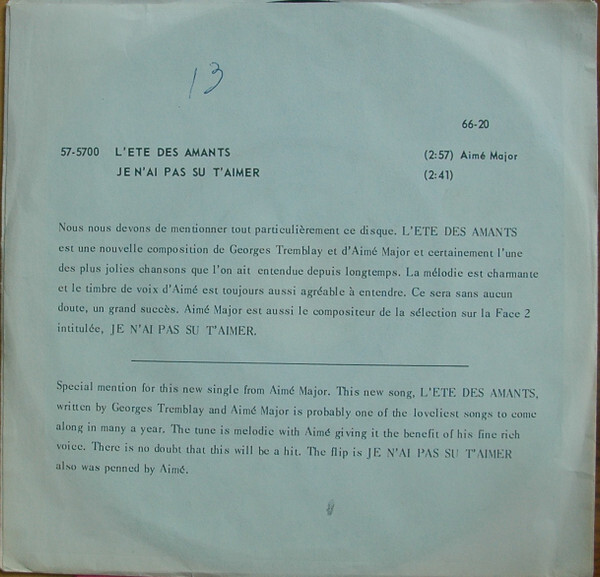 13
66-20
57-5700 L'ETE DES AMANTS (2:57) Aimé Major
JE N'AI PAS SU T'AIMER (2:41)
Nous nous devons de mentionner tout particulièrement ce disque. L'ETE DES AMANTS
est une nouvelle composition de Georges Tremblay et d'Aimé Major et certainement l'une
des plus jolies chansons que l'on ait entendue depuis longtemps. La mélodie est charmante
et le timbre de voix d'Aimé est toujours aussi agréable à entendre. Ce sera sans aucun
doute, un grand succès. Aimé Major est aussi le compositeur de la sélection sur la Face 2
intitulée, JE N'AI PAS SU T'AIMER.
Special mention for this new single from Aimé Major. This new song, L'ETE DES AMANTS,
written by Georges Tremblay and Aimé Major is probably one of the loveliest songs to come
along in many a year. The tune is melodic with Aimé giving it the benefit of his fine rich
voice. There is no doubt that this will be a hit. The flip is JE N'AI PAS SU T'AIMER
also was penned by Aimé.